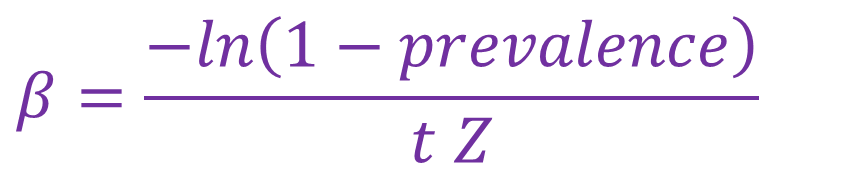 β = −ln(1 − prevalence) / t Z